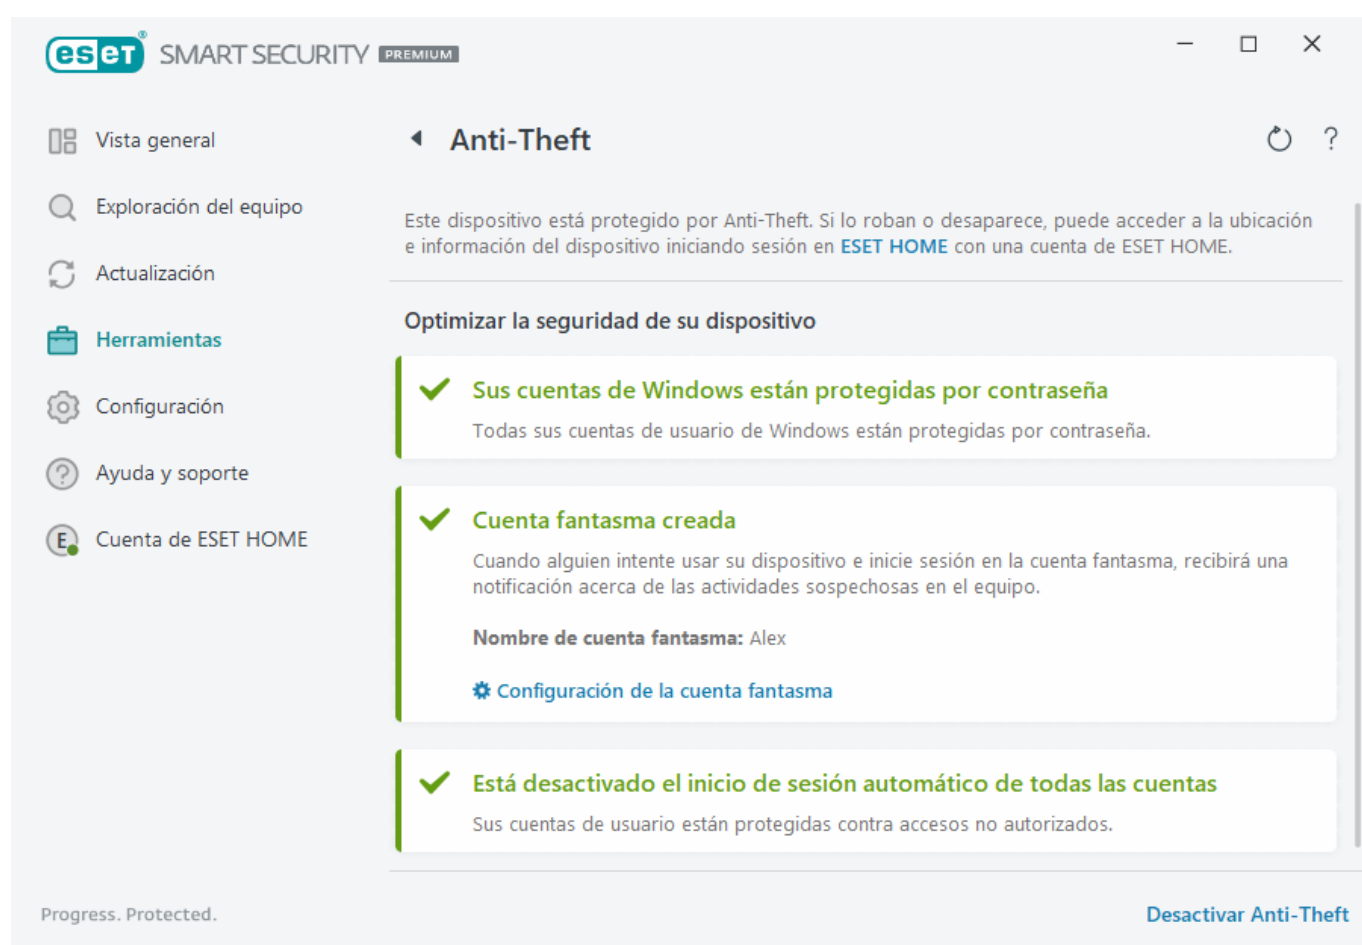 eset® SMART SECURITY PREMIUM
Vista general
Exploración del equipo
Actualización
Herramientas
Configuración
Ayuda y soporte
E Cuenta de ESET HOME
Anti-Theft
?
Este dispositivo está protegido por Anti-Theft. Si lo roban o desaparece, puede acceder a la ubicación
e información del dispositivo iniciando sesión en ESET HOME con una cuenta de ESET HOME.
Optimizar la seguridad de su dispositivo
Sus cuentas de Windows están protegidas por contraseña
Todas sus cuentas de usuario de Windows están protegidas por contraseña.
Cuenta fantasma creada
Cuando alguien intente usar su dispositivo e inicie sesión en la cuenta fantasma, recibirá una
notificación acerca de las actividades sospechosas en el equipo.
Nombre de cuenta fantasma: Alex
Configuración de la cuenta fantasma
Está desactivado el inicio de sesión automático de todas las cuentas
Sus cuentas de usuario están protegidas contra accesos no autorizados.
Progress. Protected.
Desactivar Anti-Theft